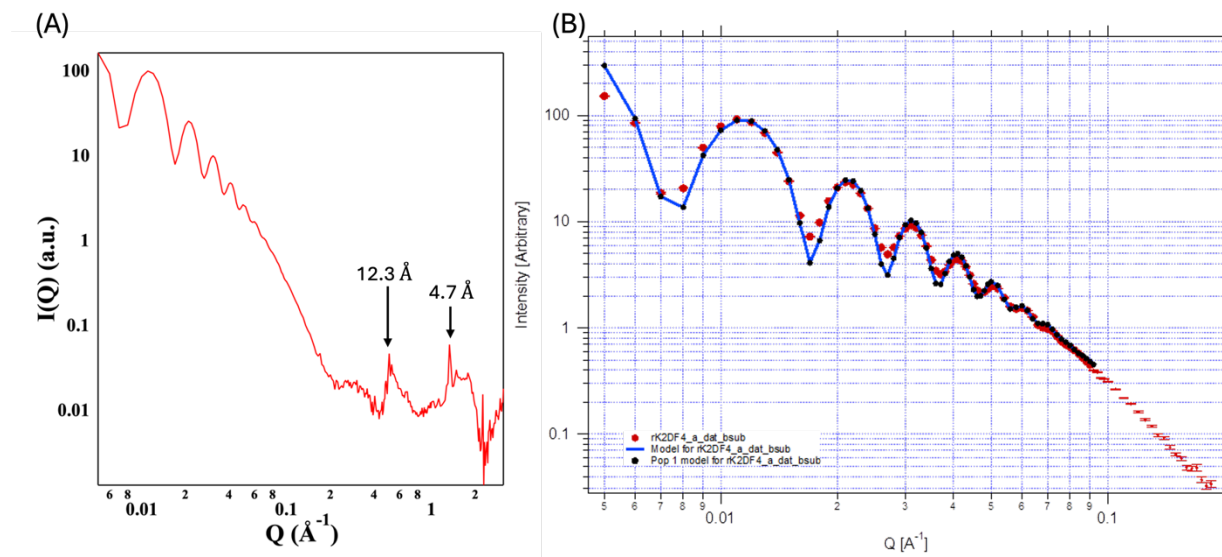 (A)
(B)
100
10
1
0.1
0.01
I(Q) (a.u.)
12.3 Å
4.7 Å
6 8 2 4 6 8 2 4 6 8 2
0.01 0.1 1
Q (Å⁻¹)
Intensity [Arbitrary]
100
10
1
0.1
rK2DF4_a_dat_bsub
Model for rK2DF4_a_dat_bsub
Pop 1 model for rK2DF4_a_dat_bsub
5 6 7 8 9 2 3 4 5 6 7 8 9
0.01 0.1
Q [A⁻¹]